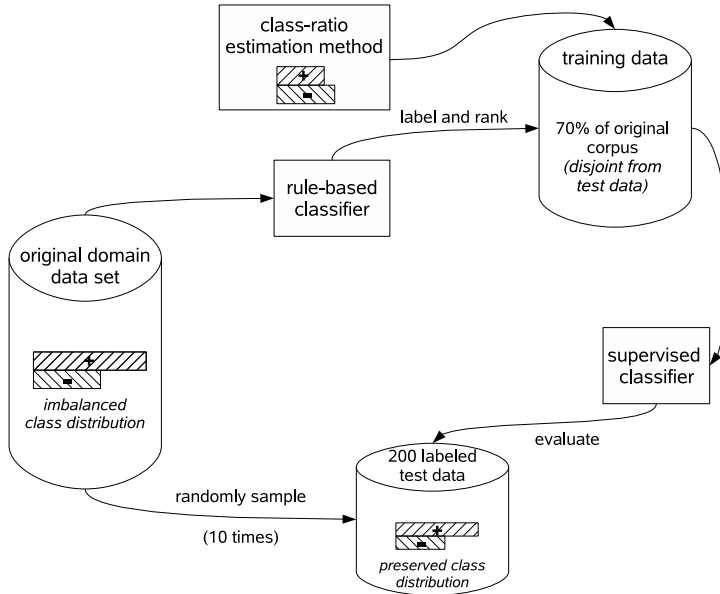 class-ratio
estimation method
+
-
training data
label and rank
70% of original
corpus
(disjoint from
test data)
rule-based
classifier
original domain
data set
+
-
imbalanced
class distribution
supervised
classifier
evaluate
200 labeled
test data
randomly sample
(10 times)
+
-
preserved class
distribution